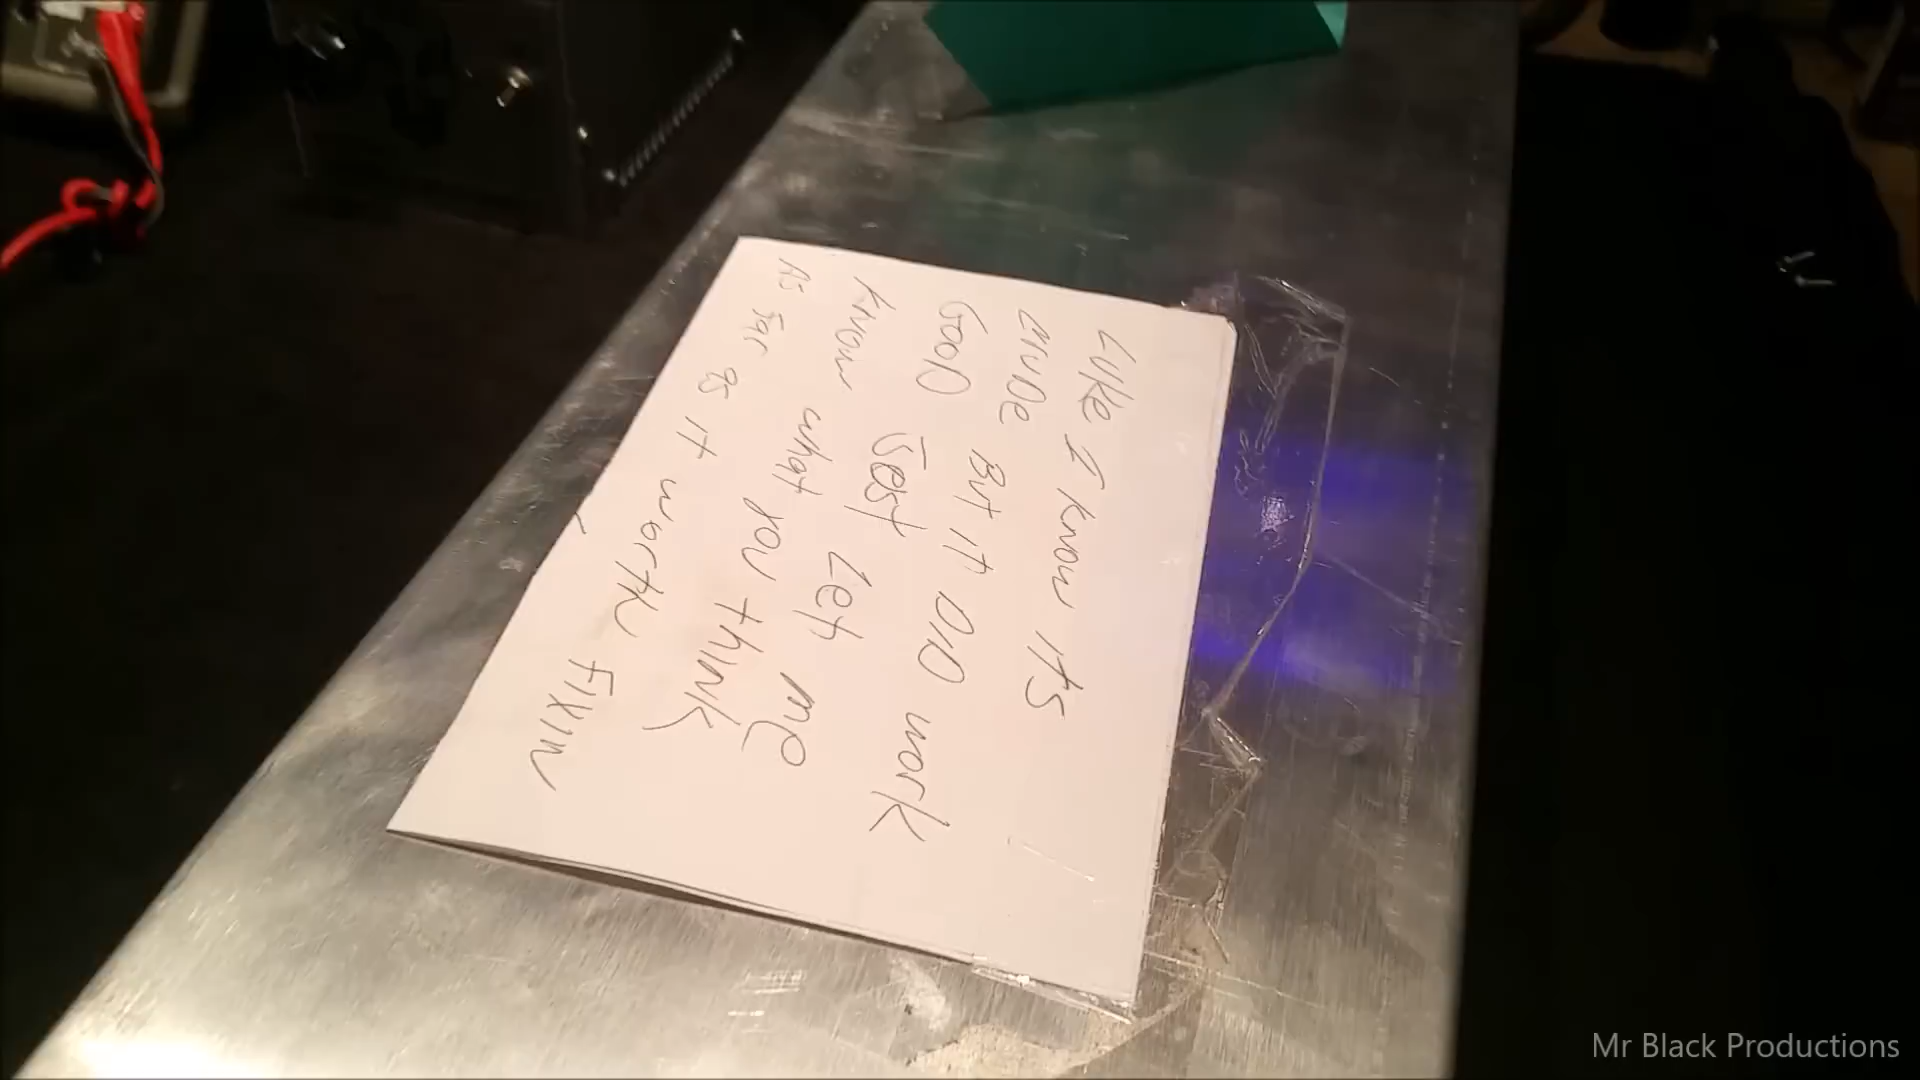 Like I know its
CruDe But it DiD work
GooD Jest Let me
know what you thINK
As far as it worth FIXIN
Mr Black Productions